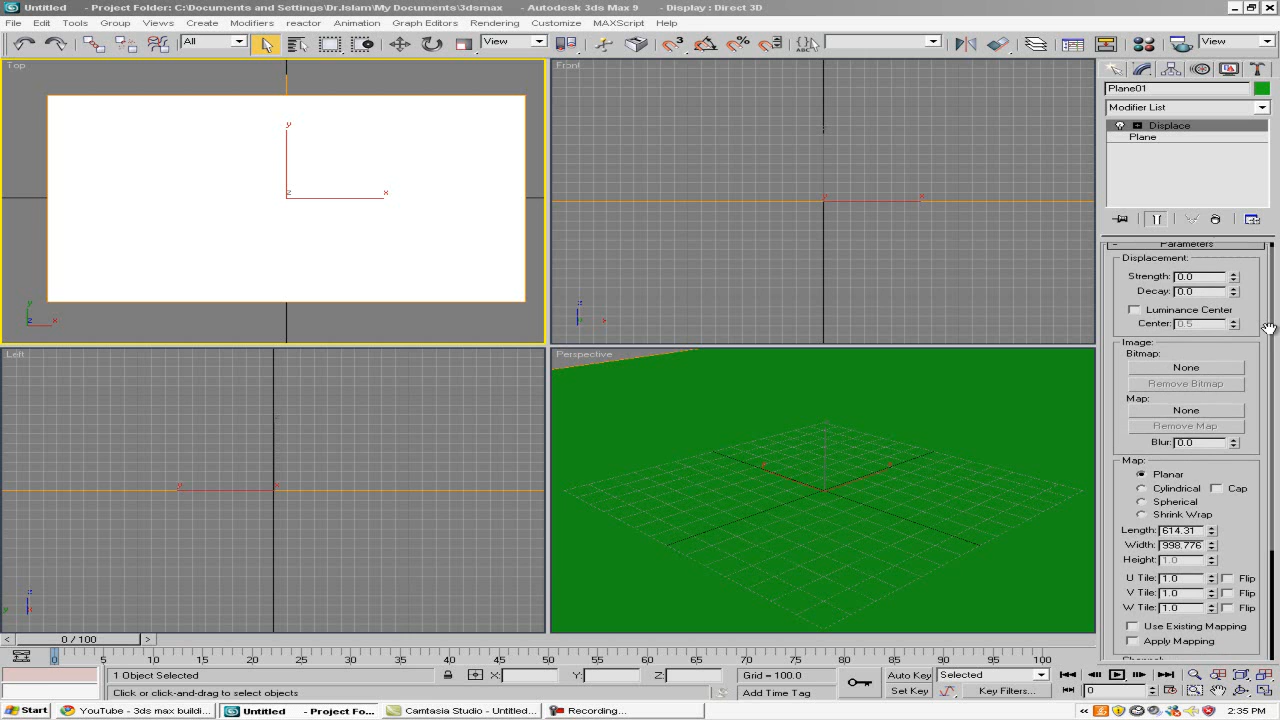 Untitled - Project Folder: C:\Documents and Settings\Dr.Islam\My Documents\3dsmax - Autodesk 3ds Max 9 - Display : Direct 3D
File Edit Tools Group Views Create Modifiers reactor Animation Graph Editors Rendering Customize MAXScript Help
All View View
Top
Front
Plane01
Modifier List
Displace
Plane
y
z x
y
z x
y x
z
x
Parameters
Displacement:
Strength: 0.0
Decay: 0.0
Luminance Center
Center: 0.5
Image:
Bitmap:
None
Remove Bitmap
Map:
None
Remove Map
Blur: 0.0
Map:
Planar
Cylindrical Cap
Spherical
Shrink Wrap
Length: 614.31
Width: 998.776
Height: 1.0
U Tile: 1.0 Flip
V Tile: 1.0 Flip
W Tile: 1.0 Flip
Use Existing Mapping
Apply Mapping
Left
Perspective
y x
z
y x
0 / 100
0 5 10 15 20 25 30 35 40 45 50 55 60 65 70 75 80 85 90 95 100
1 Object Selected X: Y: Z: Grid = 100.0 Auto Key Selected
Click or click-and-drag to select objects Add Time Tag Set Key Key Filters... 0
Start YouTube - 3ds max buildi... Untitled - Project Fo... Camtasia Studio - Untitled... Recording... 2:35 PM